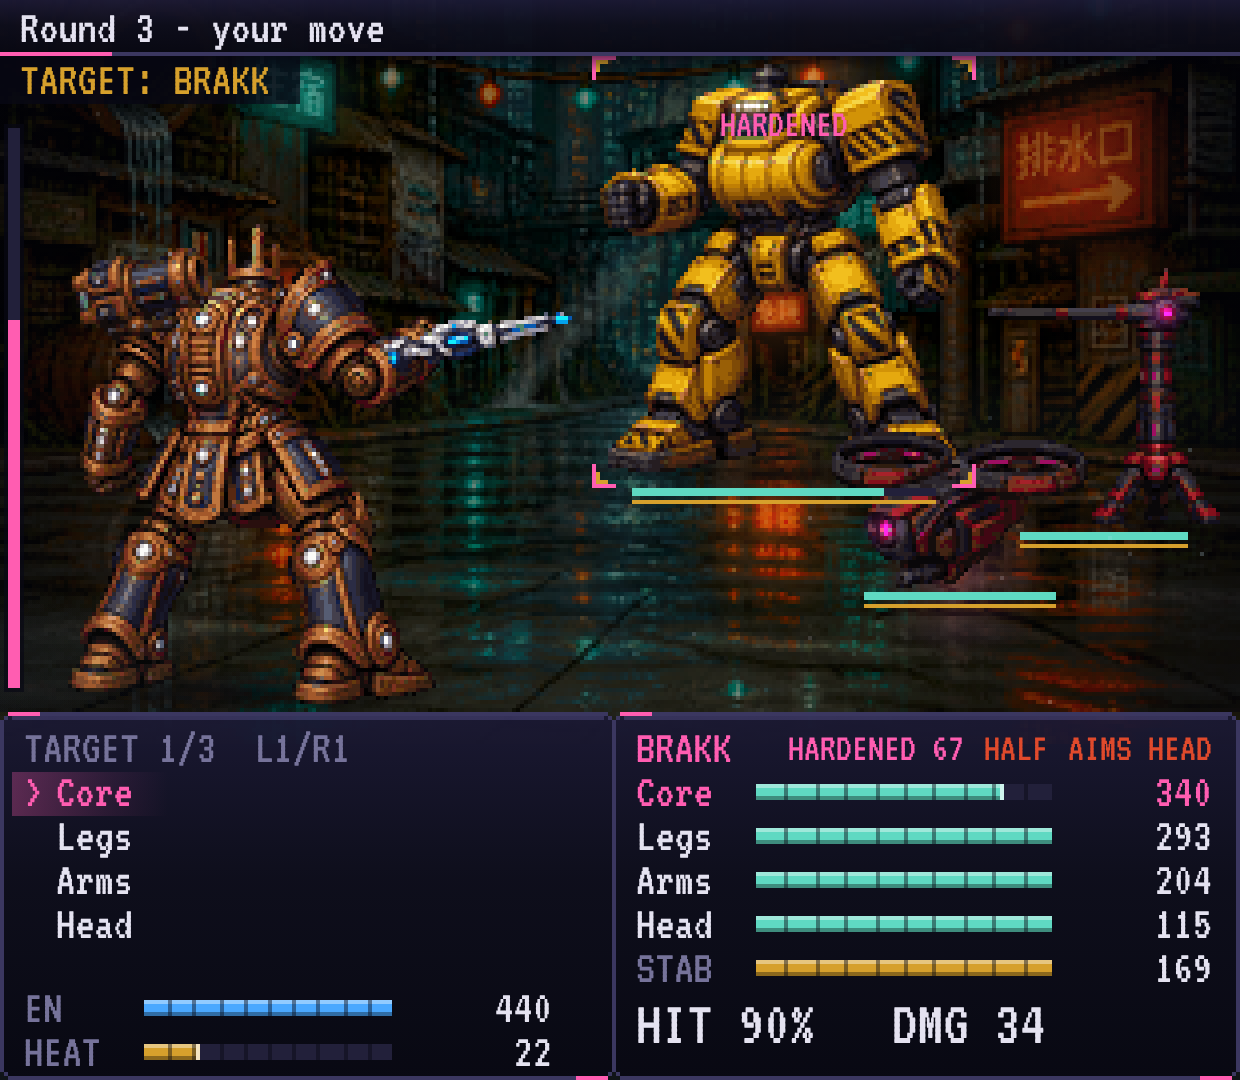 Round 3 - your move
TARGET: BRAKK
HARDENED
排水口
TARGET 1/3 L1/R1
> Core
Legs
Arms
Head
EN 440
HEAT 22
BRAKK HARDENED 67 HALF AIMS HEAD
Core 340
Legs 293
Arms 204
Head 115
STAB 169
HIT 90% DMG 34